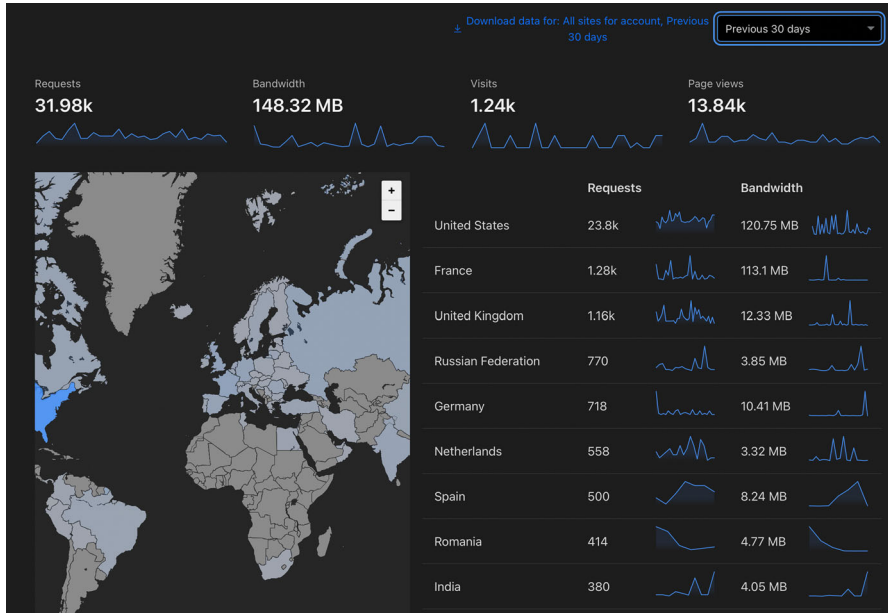 Download data for: All sites for account, Previous
30 days
Previous 30 days
Requests
31.98k
Bandwidth
148.32 MB
Visits
1.24k
Page views
13.84k
+
−
Requests Bandwidth
United States 23.8k 120.75 MB
France 1.28k 113.1 MB
United Kingdom 1.16k 12.33 MB
Russian Federation 770 3.85 MB
Germany 718 10.41 MB
Netherlands 558 3.32 MB
Spain 500 8.24 MB
Romania 414 4.77 MB
India 380 4.05 MB